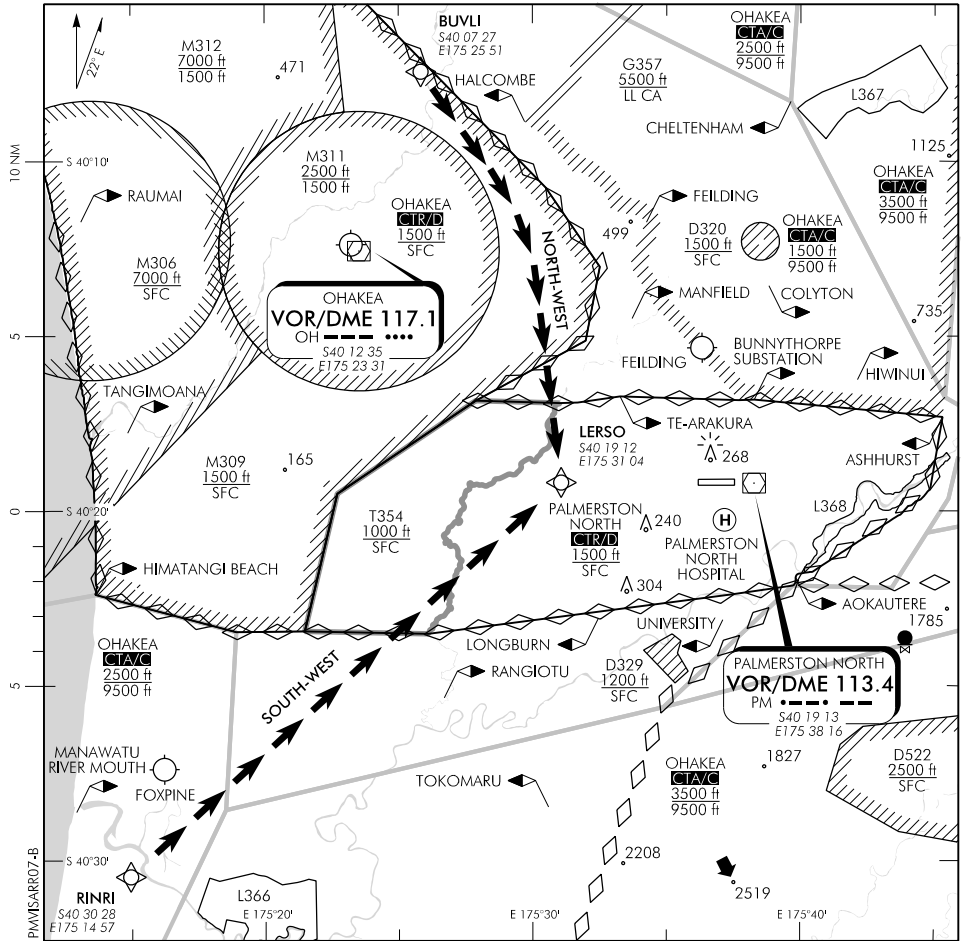 BUVLI
S40 07 27
E175 25 51
22° E
M312
7000 ft
1500 ft
471
HALCOMBE
G357
5500 ft
LL CA
OHAKEA
CTA/C
2500 ft
9500 ft
L367
CHELTENHAM
1125
10 NM
S 40°10'
RAUMAI
M311
2500 ft
1500 ft
OHAKEA
CTR/D
1500 ft
SFC
NORTH-WEST
499
FEILDING
D320
1500 ft
SFC
OHAKEA
CTA/C
1500 ft
9500 ft
OHAKEA
CTA/C
3500 ft
9500 ft
M306
7000 ft
SFC
OHAKEA
VOR/DME 117.1
OH
S40 12 35
E175 23 31
MANFIELD
COLYTON
735
5
FEILDING
BUNNYTHORPE
SUBSTATION
HIWINUI
TANGIMOANA
LERSO
S40 19 12
E175 31 04
TE-ARAKURA
268
ASHHURST
M309
1500 ft
SFC
165
T354
1000 ft
SFC
PALMERSTON
NORTH
CTR/D
1500 ft
SFC
240
304
H
PALMERSTON
NORTH
HOSPITAL
L368
0
S 40°20'
HIMATANGI BEACH
AOKAUTERE
1785
OHAKEA
CTA/C
2500 ft
9500 ft
LONGBURN
UNIVERSITY
RANGIOTU
D329
1200 ft
SFC
5
SOUTH-WEST
PALMERSTON NORTH
VOR/DME 113.4
PM
S40 19 13
E175 38 16
MANAWATU
RIVER MOUTH
FOXPINE
TOKOMARU
OHAKEA
CTA/C
3500 ft
9500 ft
1827
D522
2500 ft
SFC
S 40°30'
RINRI
S40 30 28
E175 14 57
L366
E 175°20'
E 175°30'
E 175°40'
2208
2519
PMVISARR07-B